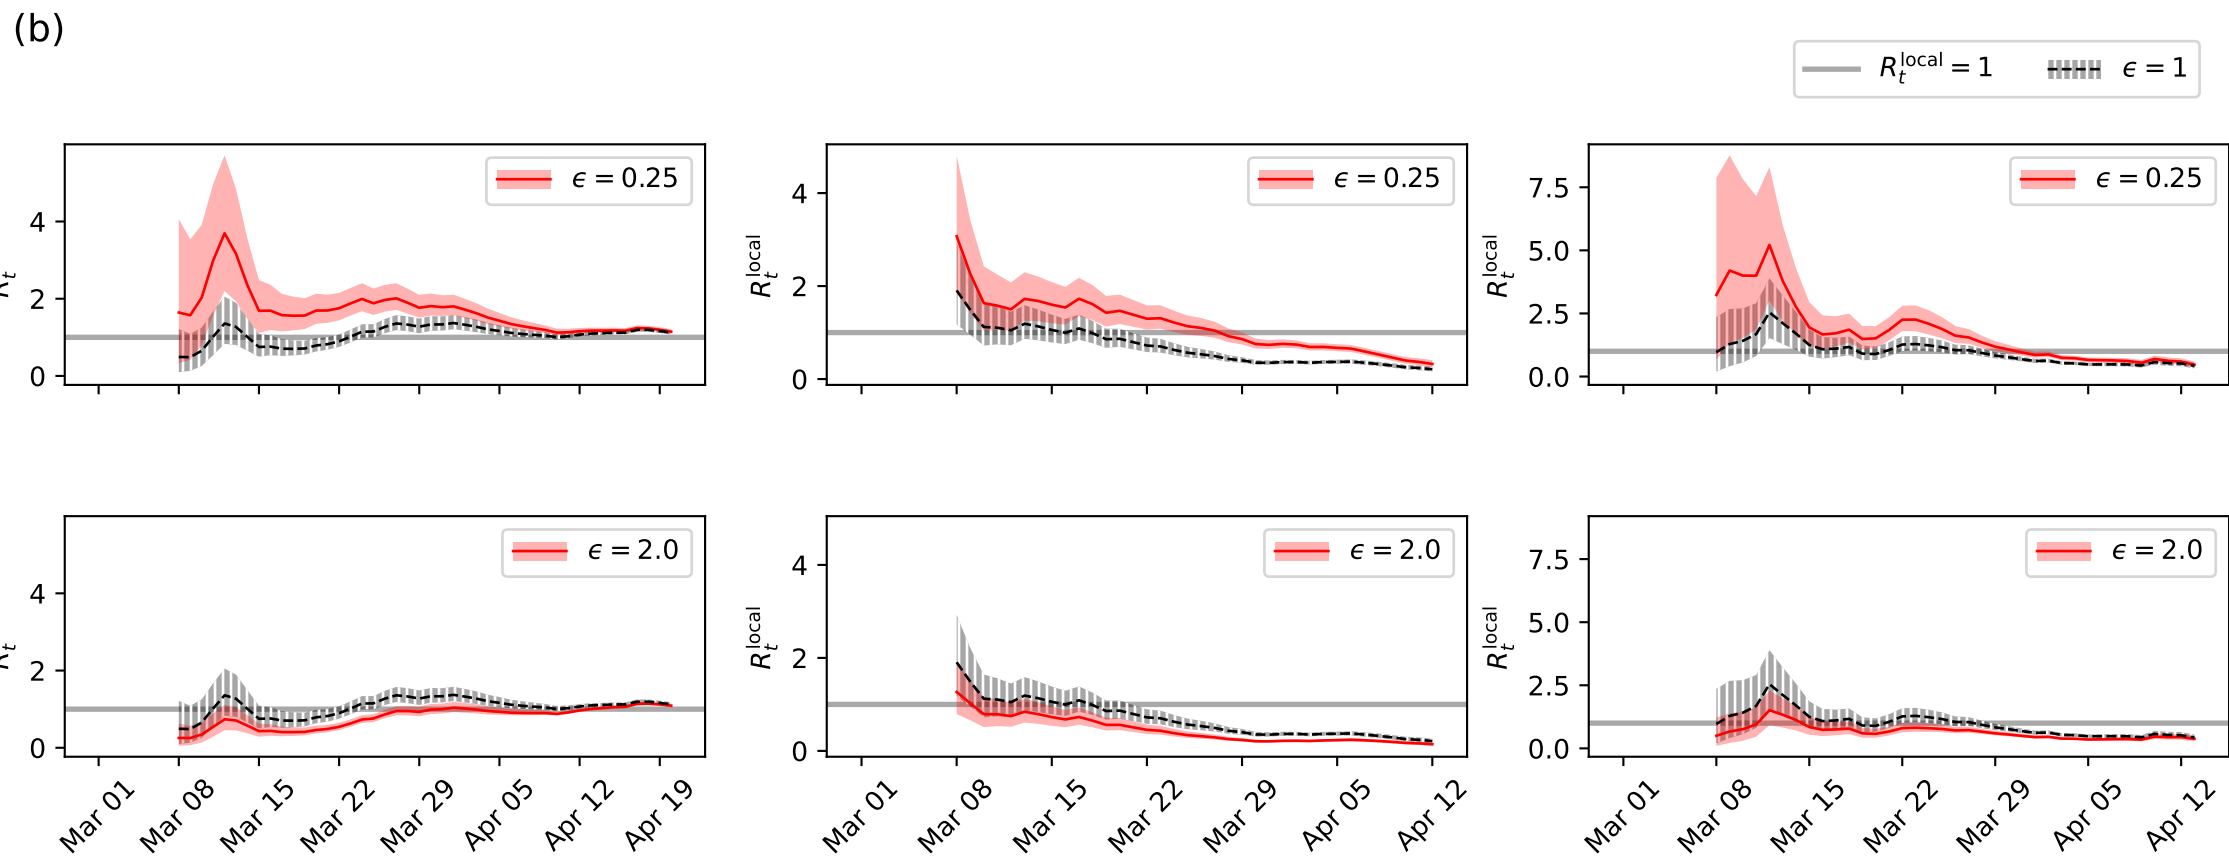 (b)
R_t^local = 1
ϵ = 1
ϵ = 0.25
ϵ = 0.25
ϵ = 0.25
4
2
0
R_t
4
2
0
R_t^local
7.5
5.0
2.5
0.0
R_t^local
ϵ = 2.0
ϵ = 2.0
ϵ = 2.0
4
2
0
R_t
4
2
0
R_t^local
7.5
5.0
2.5
0.0
R_t^local
Mar 01
Mar 08
Mar 15
Mar 22
Mar 29
Apr 05
Apr 12
Apr 19
Mar 01
Mar 08
Mar 15
Mar 22
Mar 29
Apr 05
Apr 12
Mar 01
Mar 08
Mar 15
Mar 22
Mar 29
Apr 05
Apr 12